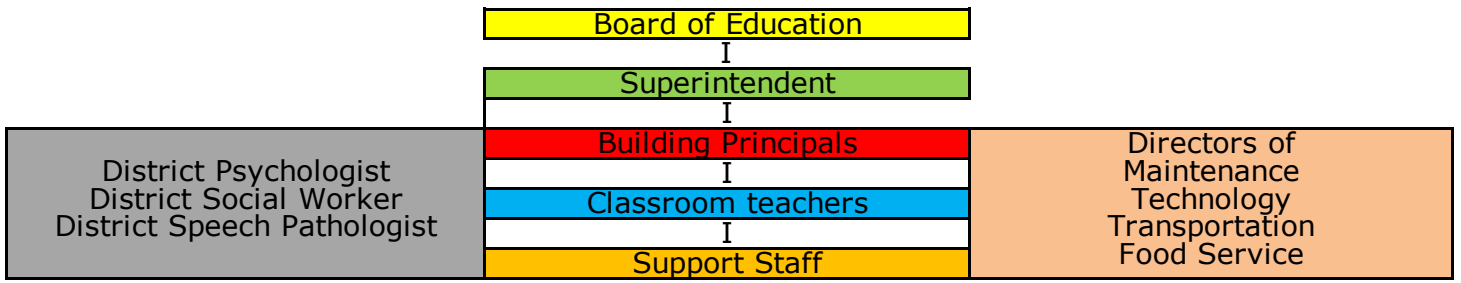 Board of Education
I
Superintendent
I
Building Principals
I
Classroom teachers
I
Support Staff
District Psychologist
District Social Worker
District Speech Pathologist
Directors of
Maintenance
Technology
Transportation
Food Service